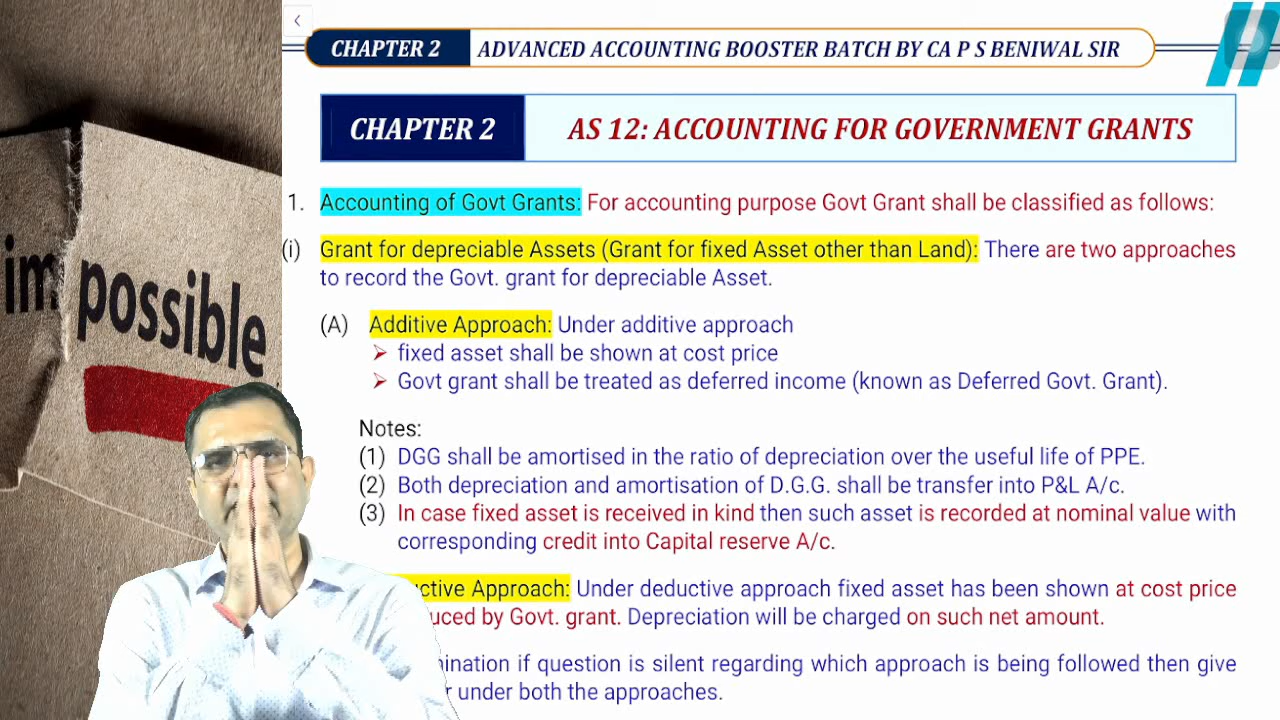 CHAPTER 2 ADVANCED ACCOUNTING BOOSTER BATCH BY CA P S BENIWAL SIR
CHAPTER 2 AS 12: ACCOUNTING FOR GOVERNMENT GRANTS
1. Accounting of Govt Grants: For accounting purpose Govt Grant shall be classified as follows:
(i) Grant for depreciable Assets (Grant for fixed Asset other than Land): There are two approaches
to record the Govt. grant for depreciable Asset.
(A) Additive Approach: Under additive approach
➢ fixed asset shall be shown at cost price
➢ Govt grant shall be treated as deferred income (known as Deferred Govt. Grant).
Notes:
(1) DGG shall be amortised in the ratio of depreciation over the useful life of PPE.
(2) Both depreciation and amortisation of D.G.G. shall be transfer into P&L A/c.
(3) In case fixed asset is received in kind then such asset is recorded at nominal value with
corresponding credit into Capital reserve A/c.
Approach: Under deductive approach fixed asset has been shown at cost price
by Govt. grant. Depreciation will be charged on such net amount.
if question is silent regarding which approach is being followed then give
under both the approaches.
impossible